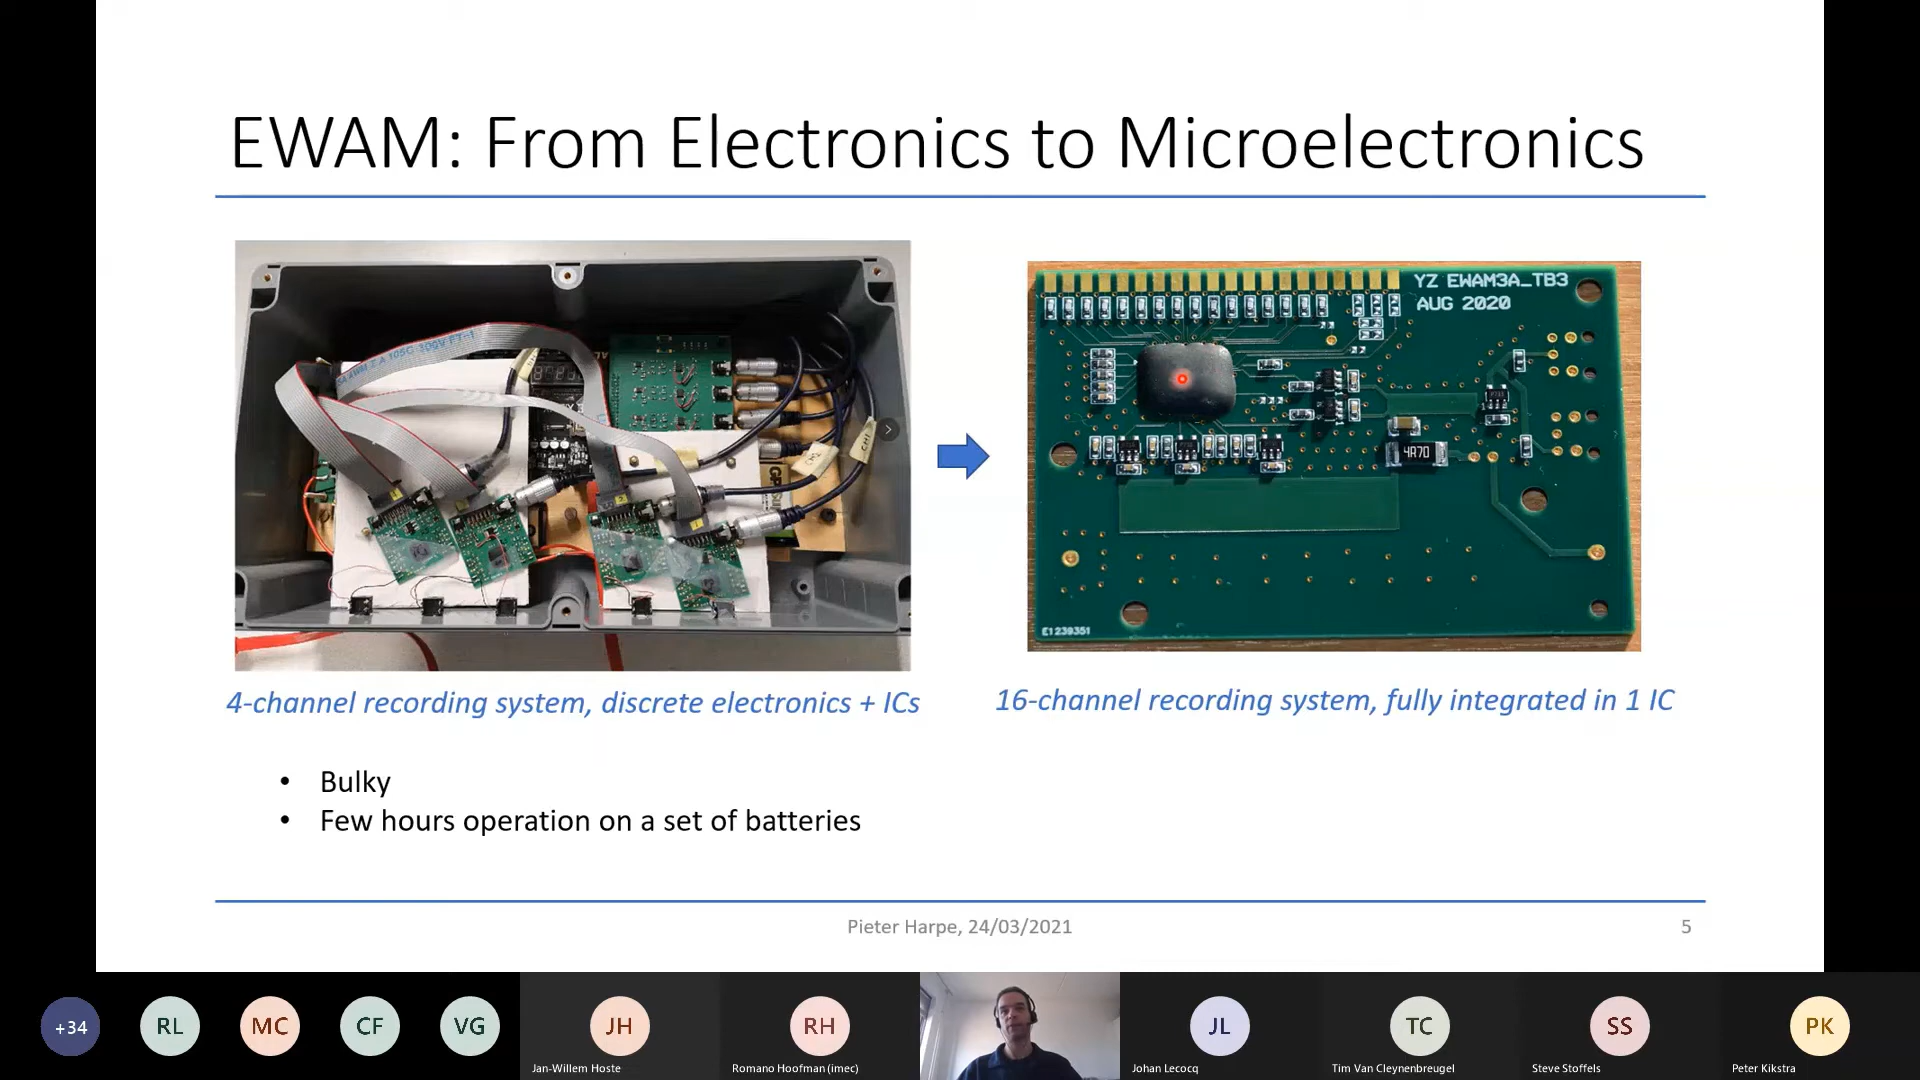 EWAM: From Electronics to Microelectronics
YZ EWAM3A_TB3
AUG 2020
4A70
E1239351
CH2
CH1
4-channel recording system, discrete electronics + ICs
16-channel recording system, fully integrated in 1 IC
• Bulky
• Few hours operation on a set of batteries
Pieter Harpe, 24/03/2021
5
+34
RL
MC
CF
VG
JH
RH
JL
TC
SS
PK
Jan-Willem Hoste
Romano Hoofman (imec)
Johan Lecocq
Tim Van Cleynenbreugel
Steve Stoffels
Peter Kikstra